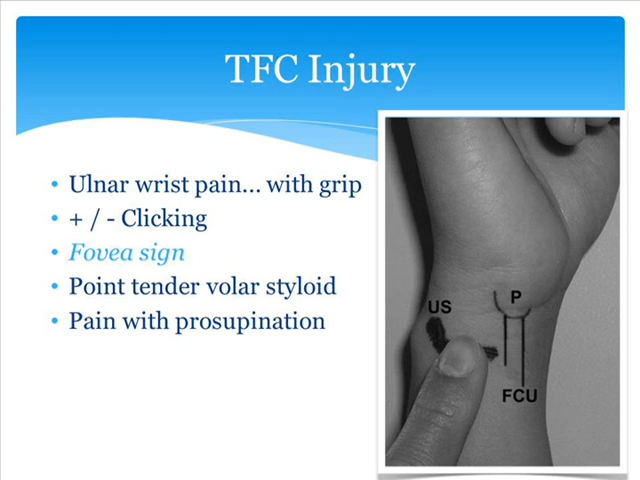 TFC Injury
Ulnar wrist pain... with grip
+ / - Clicking
Fovea sign
Point tender volar styloid
Pain with prosupination
US
P
FCU